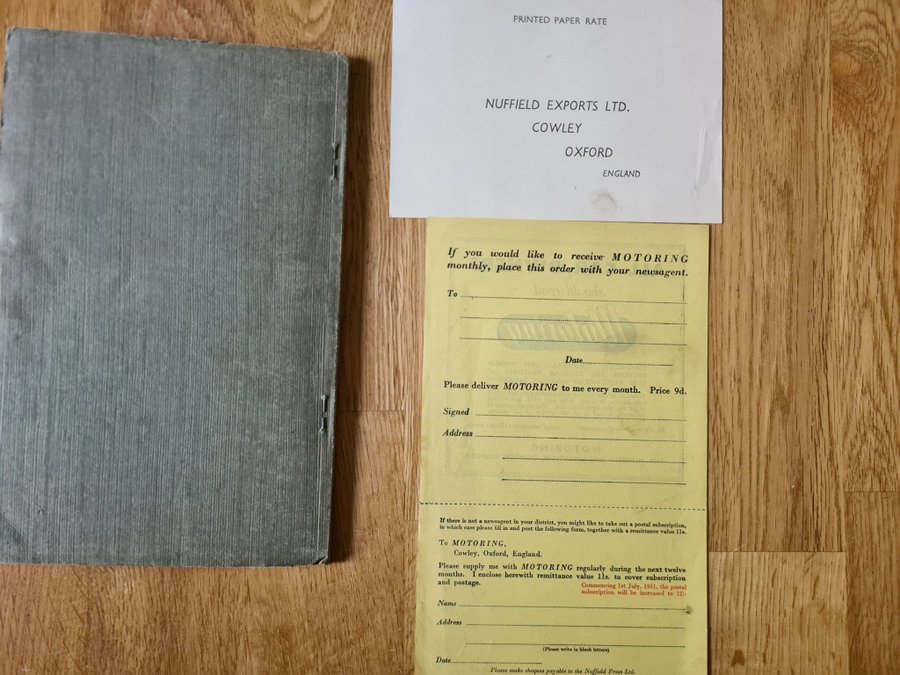 PRINTED PAPER RATE
NUFFIELD EXPORTS LTD.
COWLEY
OXFORD
ENGLAND
If you would like to receive MOTORING
monthly, place this order with your newsagent.
To
Date
Please deliver MOTORING to me every month. Price 9d.
Signed
Address
If there is not a newsagent in your district, you might like to take out a postal subscription,
in which case please fill in and post the following form, together with a remittance value 11s.
To MOTORING,
Cowley, Oxford, England.
Please supply me with MOTORING regularly during the next twelve
months. I enclose herewith remittance value 11s. to cover subscription
and postage.
Commencing 1st July, 1951, the postal
subscription will be increased to 12/-
Name
Address
(Please write in block letters)
Date
Please make cheques payable to the Nuffield Press Ltd.